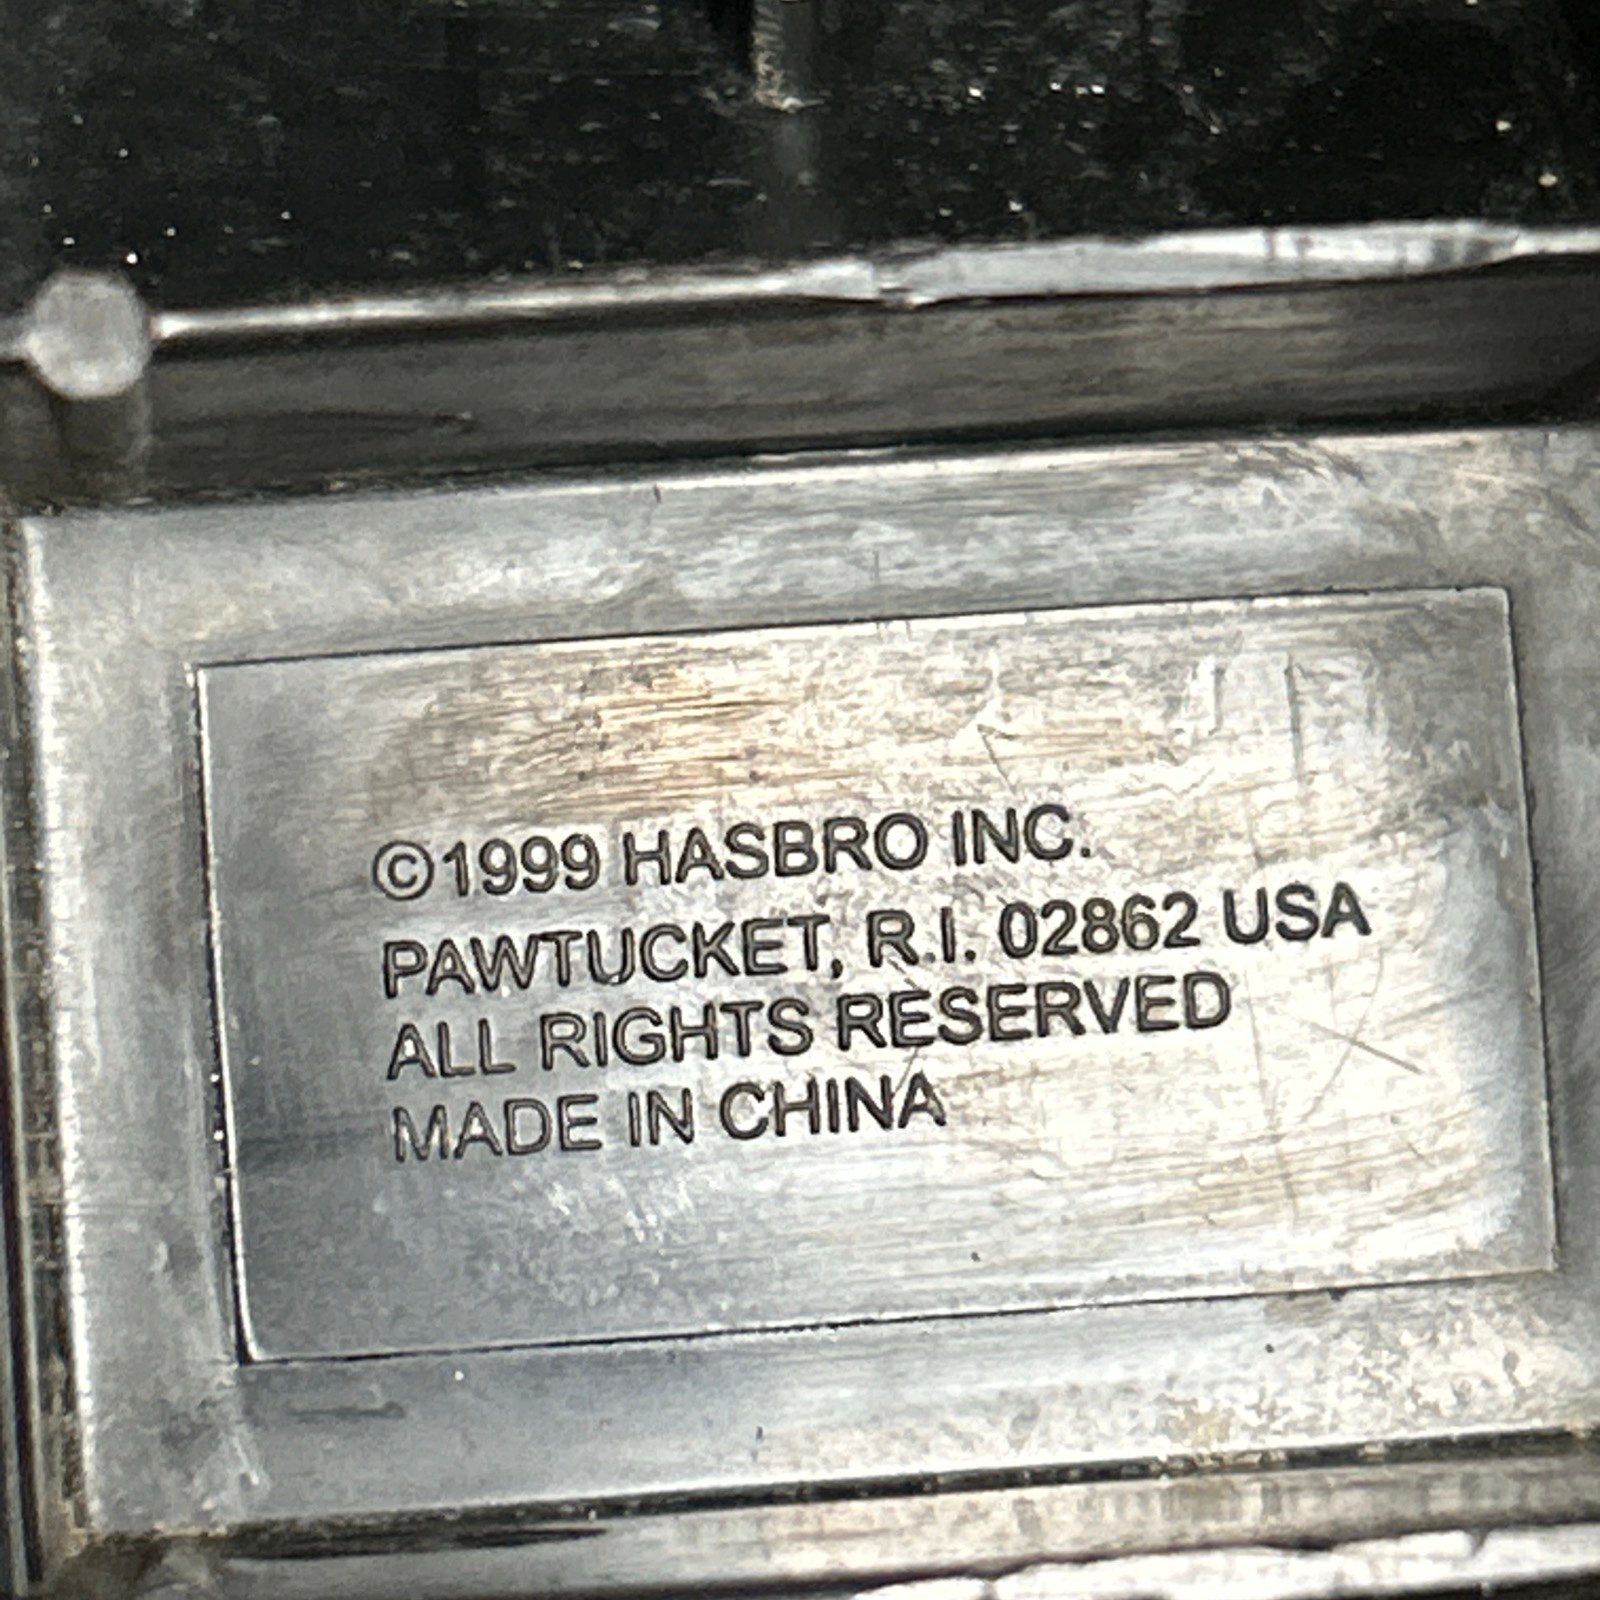 ©1999 HASBRO INC.
PAWTUCKET, R.I. 02862 USA
ALL RIGHTS RESERVED
MADE IN CHINA